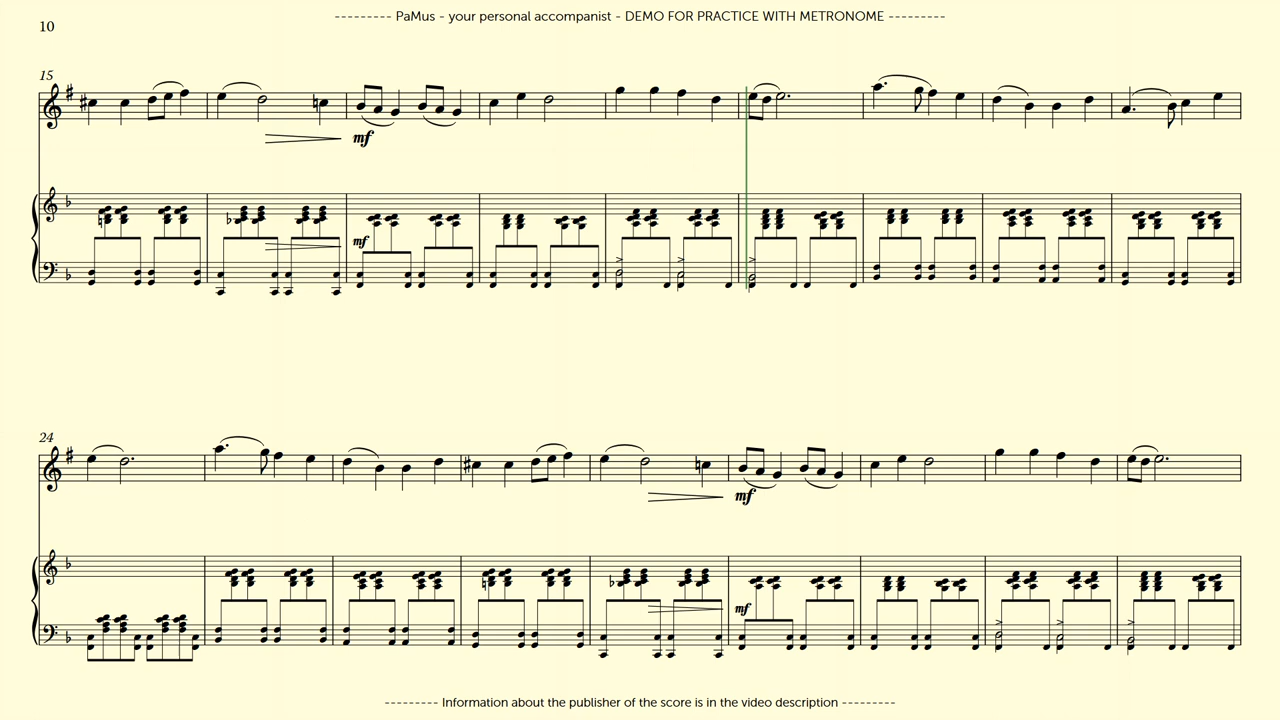 --------- PaMus - your personal accompanist - DEMO FOR PRACTICE WITH METRONOME ---------
10
15
mf
mf
24
mf
mf
--------- Information about the publisher of the score is in the video description ---------